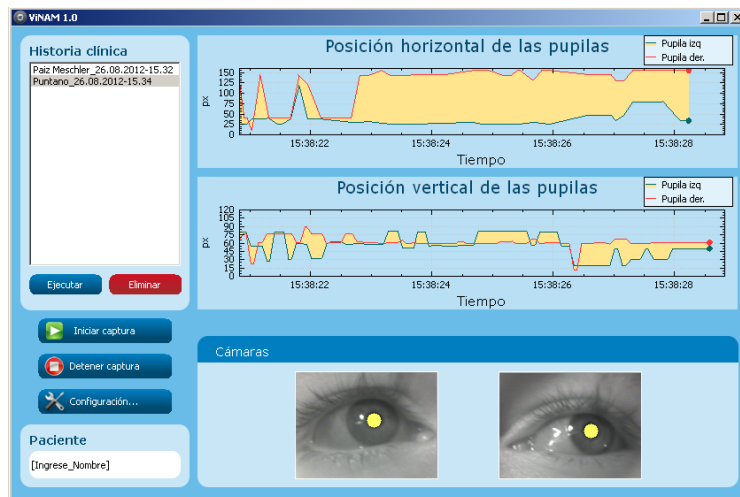 ViNAM 1.0
Historia clínica
Paiz Meschler_26.08.2012-15.32
Puntano_26.08.2012-15.34
Ejecutar
Eliminar
Iniciar captura
Detener captura
Configuración...
Paciente
[Ingrese_Nombre]
Posición horizontal de las pupilas
Pupila izq
Pupila der.
150
125
100
75
50
25
0
px
15:38:22
15:38:24
15:38:26
15:38:28
Tiempo
Posición vertical de las pupilas
Pupila izq
Pupila der.
120
105
90
75
60
45
30
15
0
px
15:38:22
15:38:24
15:38:26
15:38:28
Tiempo
Cámaras